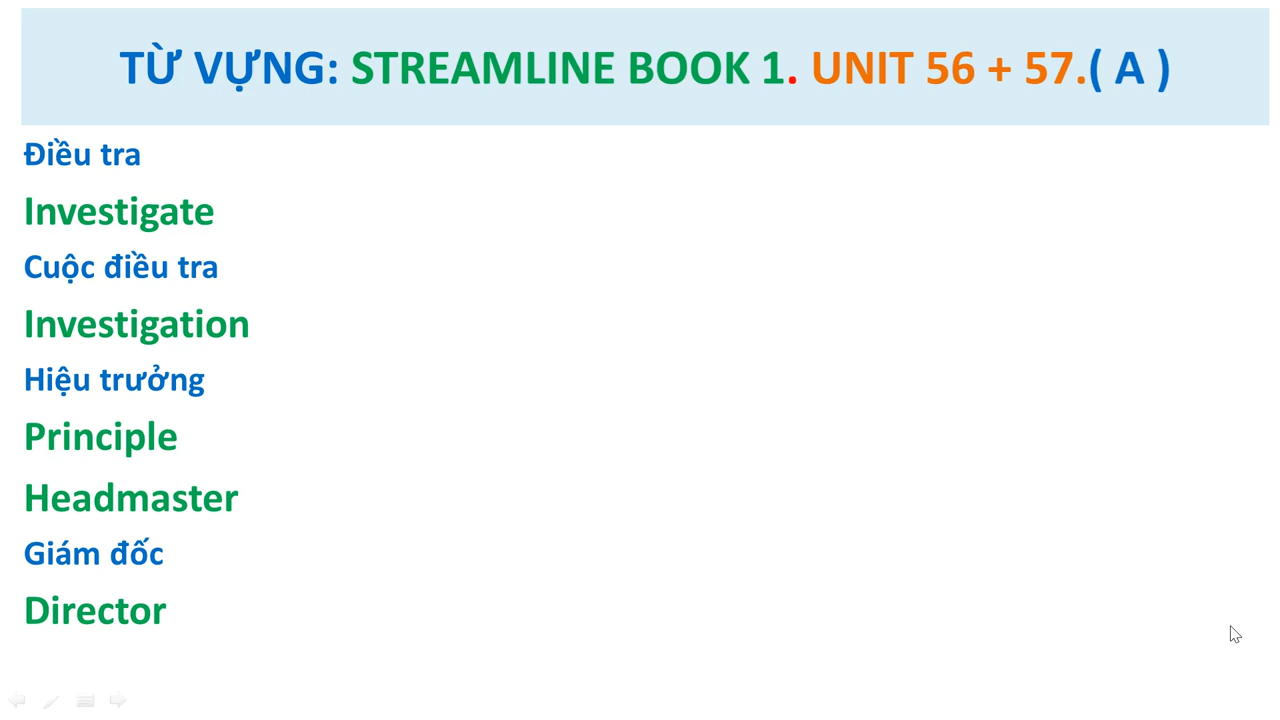 TỪ VỰNG: STREAMLINE BOOK 1. UNIT 56 + 57.( A )
Điều tra
Investigate
Cuộc điều tra
Investigation
Hiệu trưởng
Principle
Headmaster
Giám đốc
Director